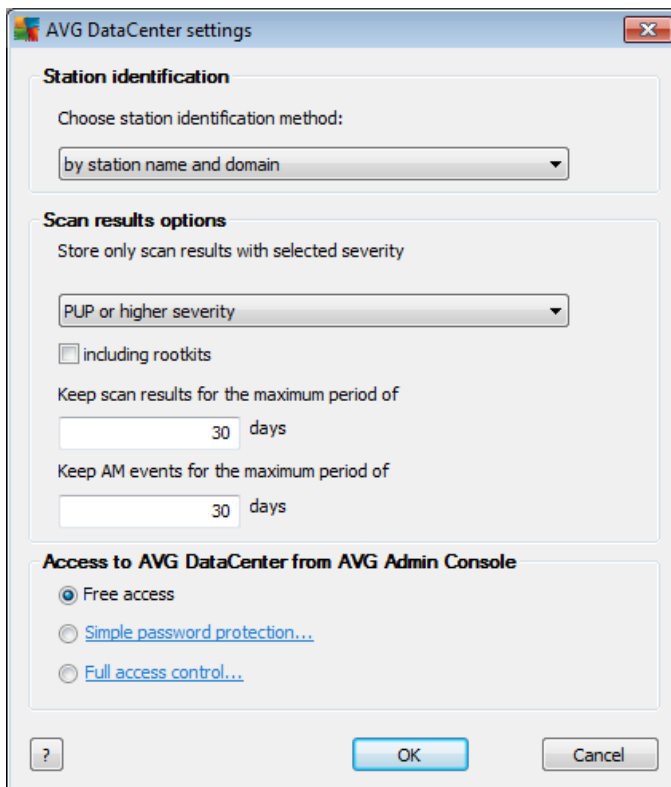 AVG DataCenter settings
Station identification
Choose station identification method:
by station name and domain
Scan results options
Store only scan results with selected severity
PUP or higher severity
including rootkits
Keep scan results for the maximum period of
30 days
Keep AM events for the maximum period of
30 days
Access to AVG DataCenter from AVG Admin Console
Free access
Simple password protection...
Full access control...
? OK Cancel